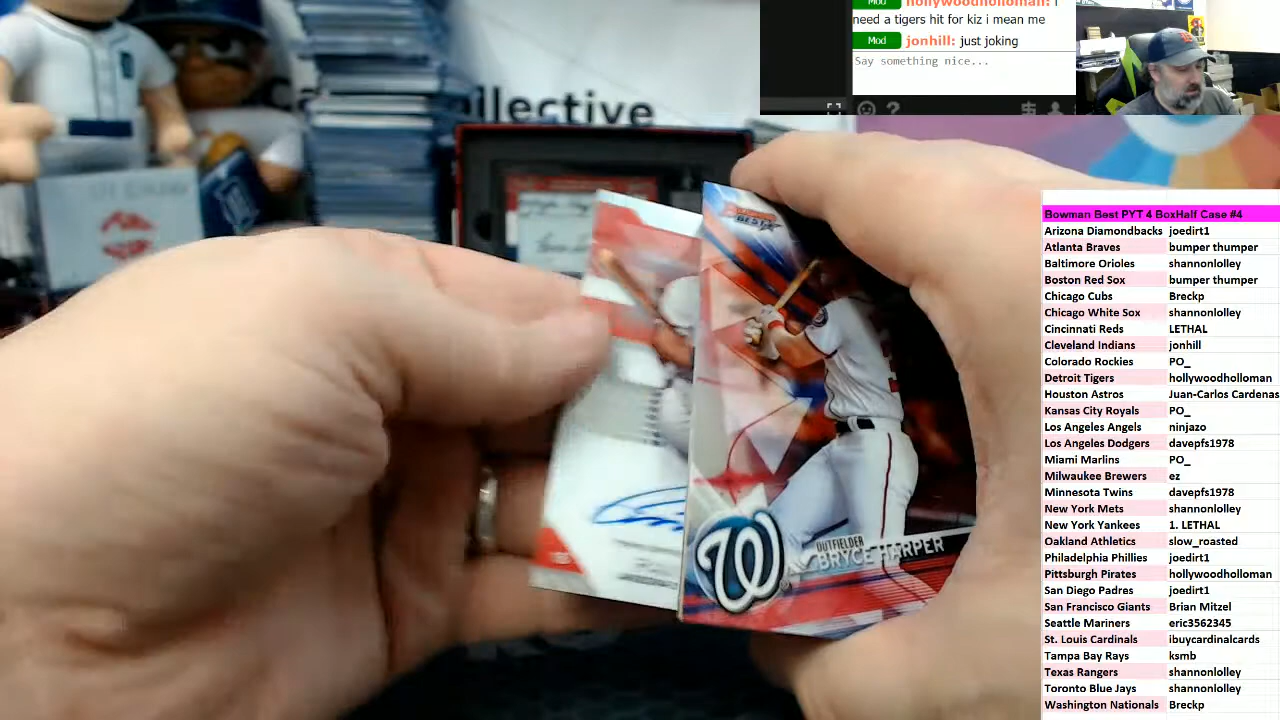 Mod hollywoodholloman: i
need a tigers hit for kiz i mean me
Mod jonhill: just joking
Say something nice...
llective
BEST
OUTFIELDER
BRYCE HARPER
W
Bowman Best PYT 4 BoxHalf Case #4
Arizona Diamondbacks joedirt1
Atlanta Braves bumper thumper
Baltimore Orioles shannonlolley
Boston Red Sox bumper thumper
Chicago Cubs Breckp
Chicago White Sox shannonlolley
Cincinnati Reds LETHAL
Cleveland Indians jonhill
Colorado Rockies PO_
Detroit Tigers hollywoodholloman
Houston Astros Juan-Carlos Cardenas
Kansas City Royals PO_
Los Angeles Angels ninjazo
Los Angeles Dodgers davepfs1978
Miami Marlins PO_
Milwaukee Brewers ez
Minnesota Twins davepfs1978
New York Mets shannonlolley
New York Yankees 1. LETHAL
Oakland Athletics slow_roasted
Philadelphia Phillies joedirt1
Pittsburgh Pirates hollywoodholloman
San Diego Padres joedirt1
San Francisco Giants Brian Mitzel
Seattle Mariners eric3562345
St. Louis Cardinals ibuycardinalcards
Tampa Bay Rays ksmb
Texas Rangers shannonlolley
Toronto Blue Jays shannonlolley
Washington Nationals Breckp